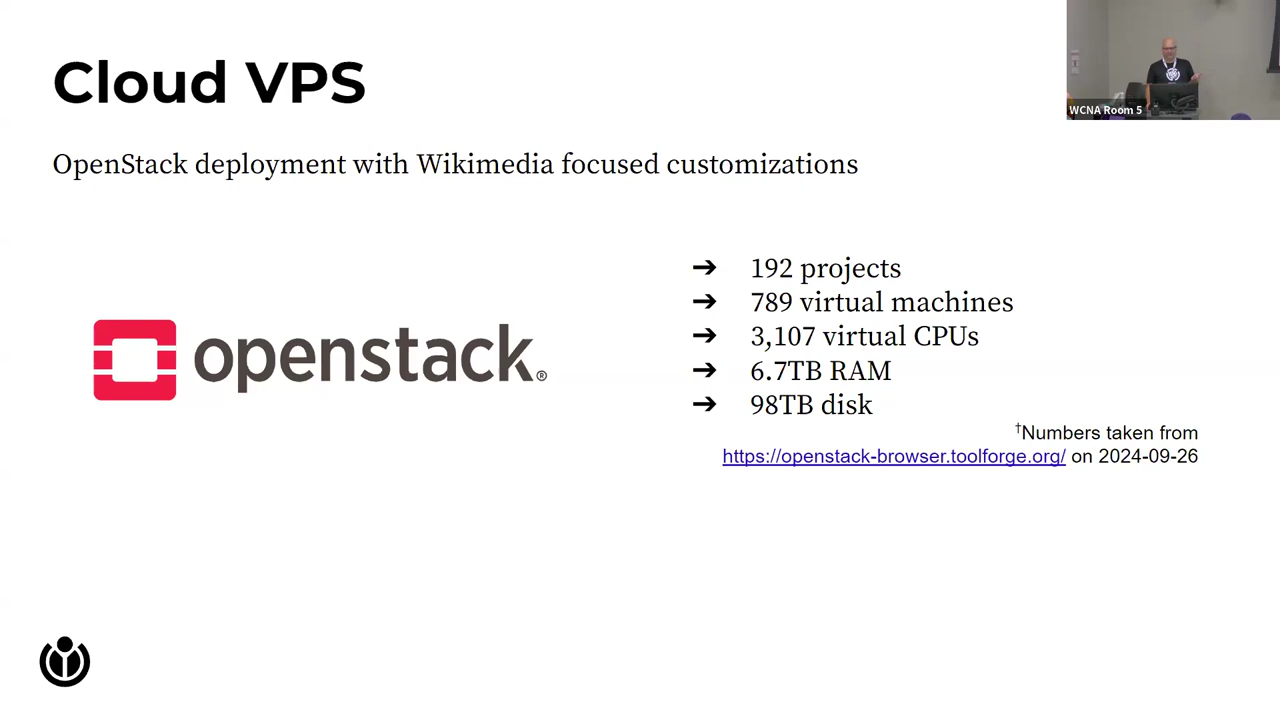 Cloud VPS
WCNA Room 5
OpenStack deployment with Wikimedia focused customizations
openstack®
➔ 192 projects
➔ 789 virtual machines
➔ 3,107 virtual CPUs
➔ 6.7TB RAM
➔ 98TB disk
†Numbers taken from
https://openstack-browser.toolforge.org/ on 2024-09-26